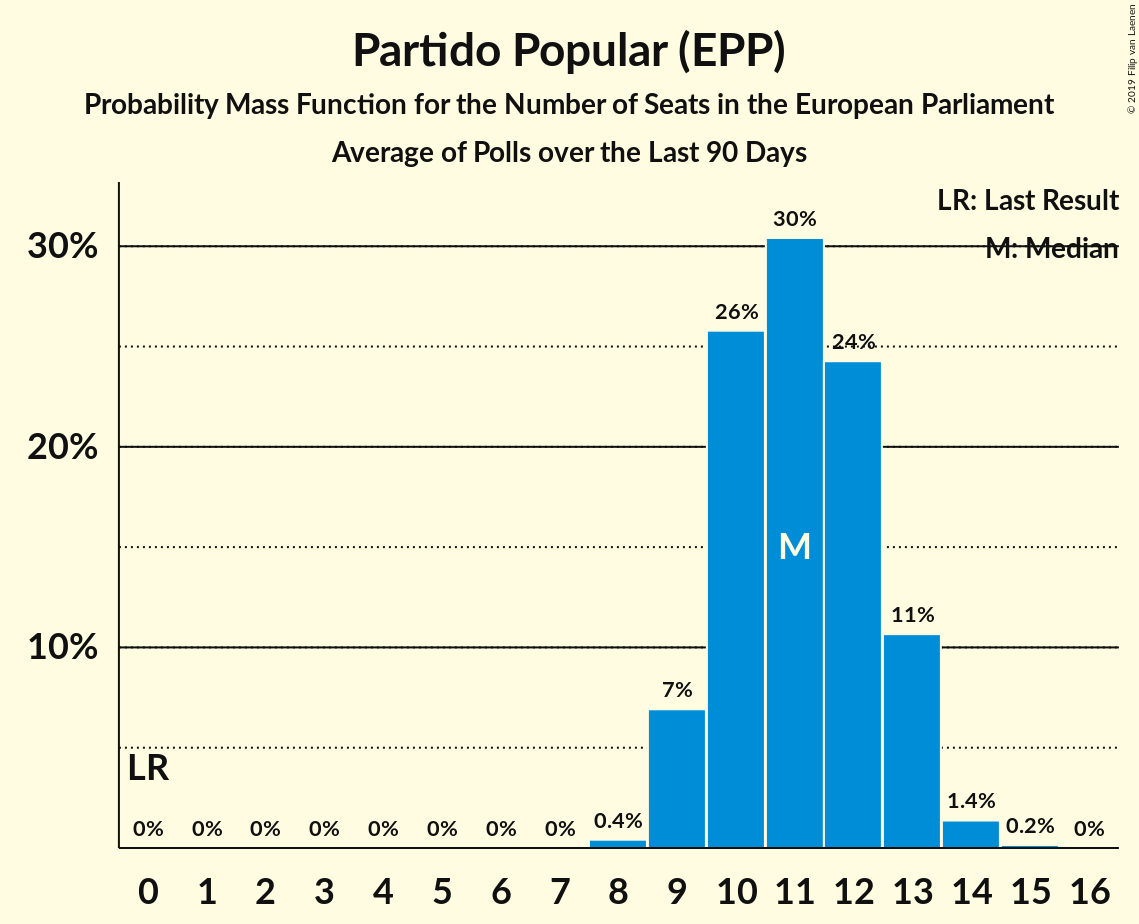 Partido Popular (EPP)
Probability Mass Function for the Number of Seats in the European Parliament
Average of Polls over the Last 90 Days
© 2019 Filip van Laenen
LR: Last Result
M: Median
30%
20%
10%
30%
26%
24%
11%
7%
1.4%
0.4%
0.2%
0% 0% 0% 0% 0% 0% 0% 0% 0%
LR
M
0 1 2 3 4 5 6 7 8 9 10 11 12 13 14 15 16